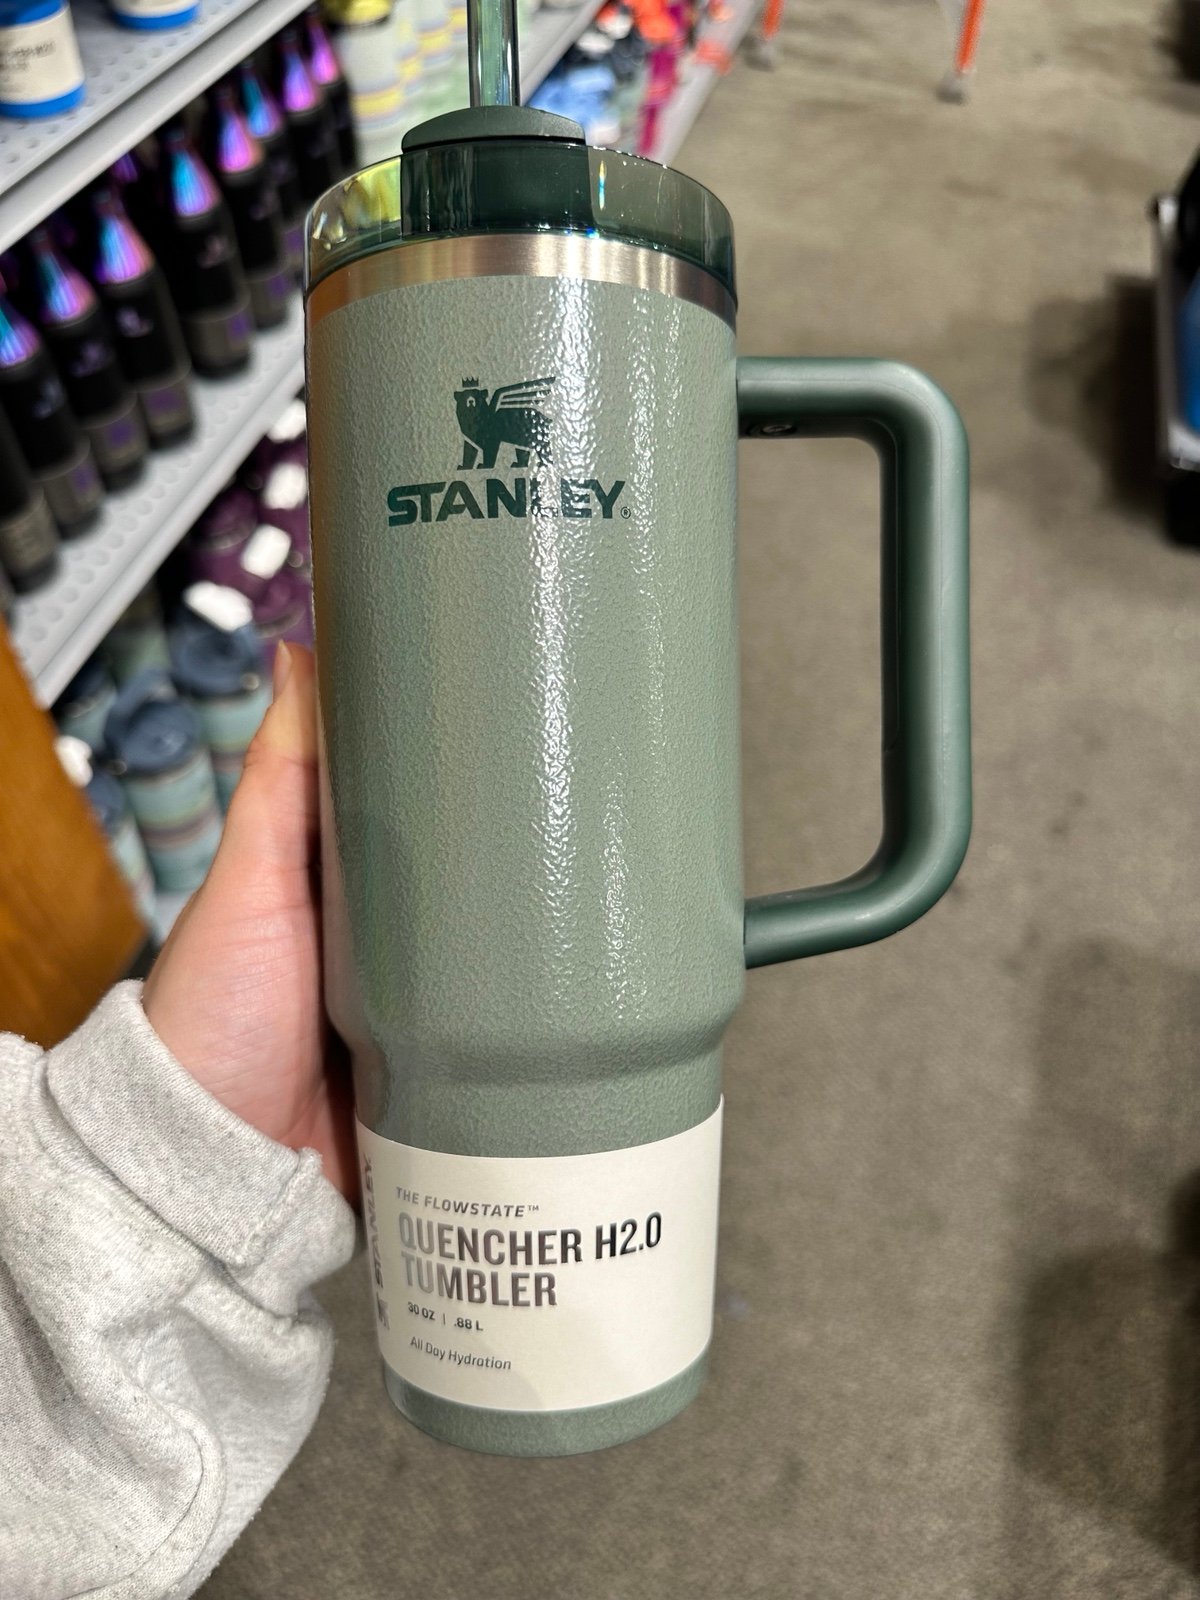 STANLEY®
STANLEY
THE FLOWSTATE™
QUENCHER H2.0
TUMBLER
30 OZ | .88 L
All Day Hydration